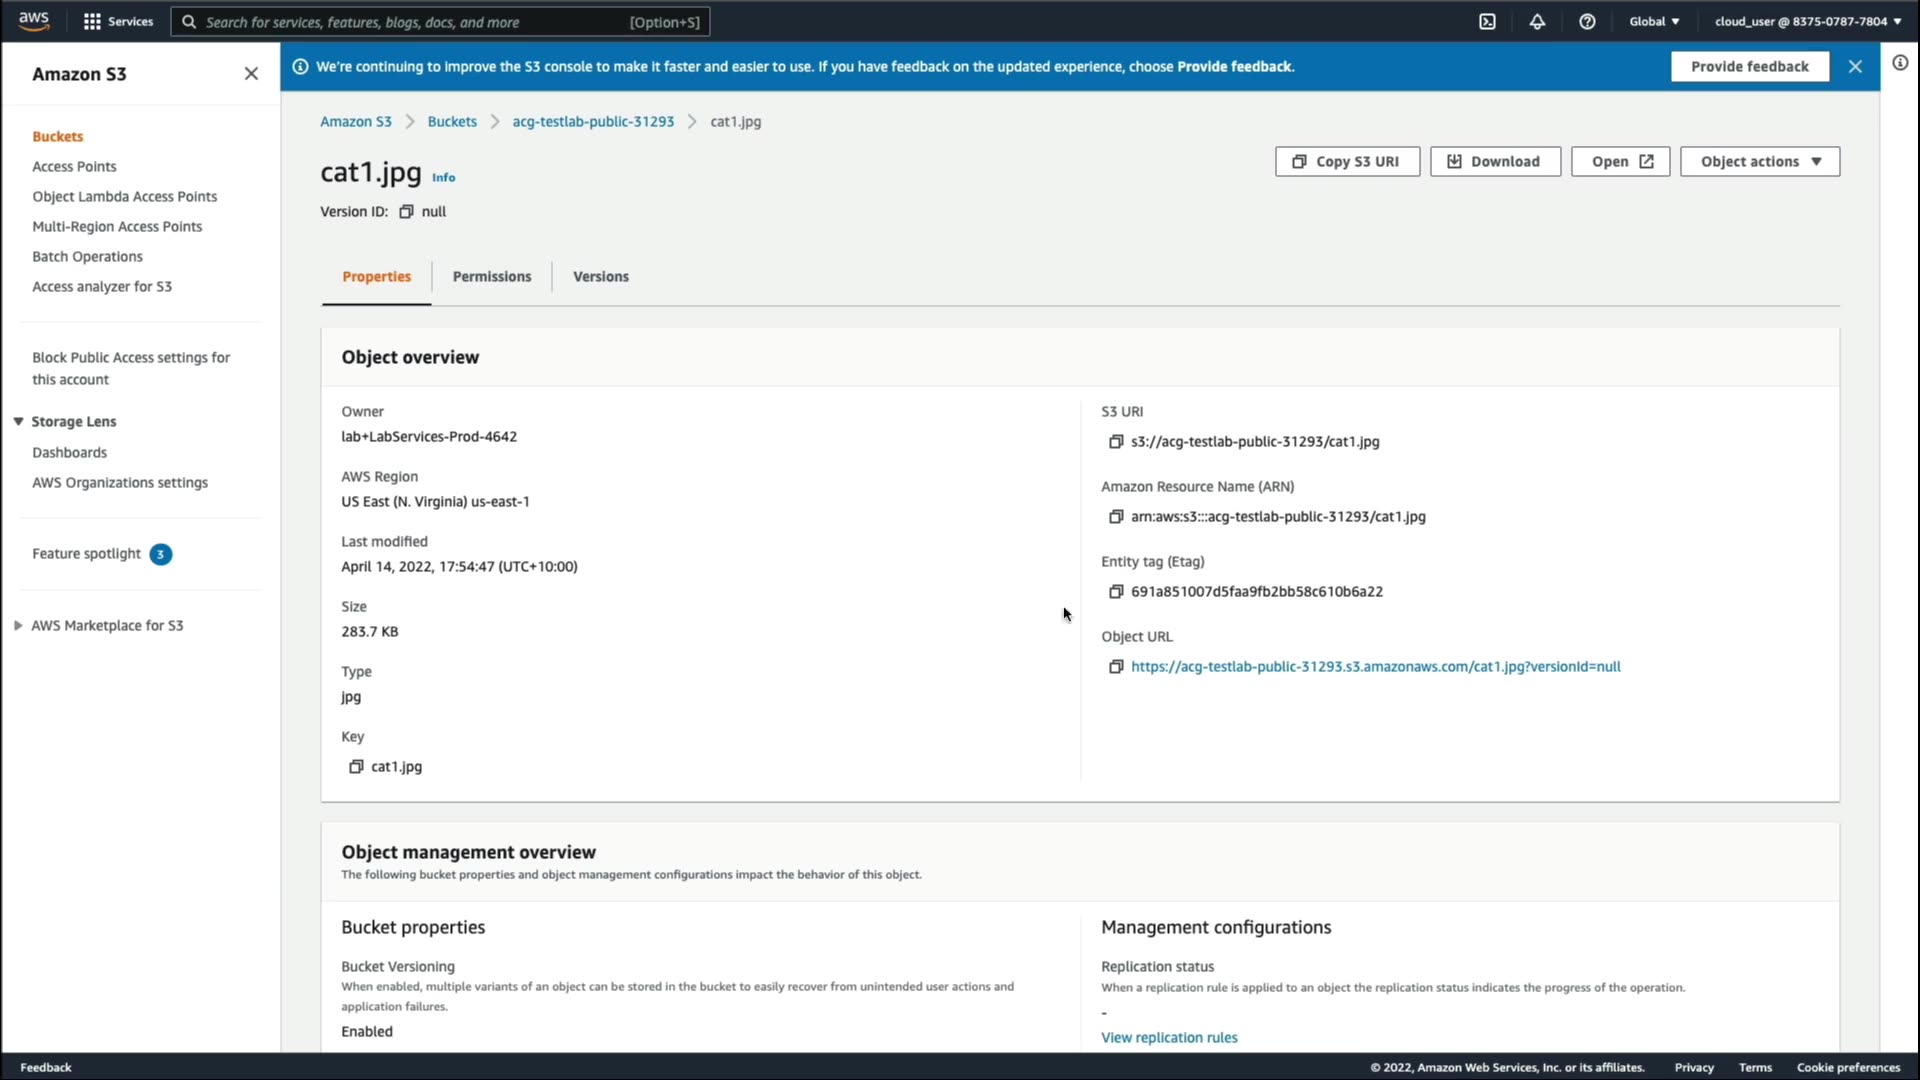 aws
Services
Search for services, features, blogs, docs, and more [Option+S]
Global
cloud_user @ 8375-0787-7804
Amazon S3
We're continuing to improve the S3 console to make it faster and easier to use. If you have feedback on the updated experience, choose Provide feedback.
Provide feedback
Buckets
Access Points
Object Lambda Access Points
Multi-Region Access Points
Batch Operations
Access analyzer for S3
Block Public Access settings for
this account
Storage Lens
Dashboards
AWS Organizations settings
Feature spotlight 3
AWS Marketplace for S3
Amazon S3 > Buckets > acg-testlab-public-31293 > cat1.jpg
cat1.jpg Info
Copy S3 URI
Download
Open
Object actions
Version ID: null
Properties
Permissions
Versions
Object overview
Owner
lab+LabServices-Prod-4642
AWS Region
US East (N. Virginia) us-east-1
Last modified
April 14, 2022, 17:54:47 (UTC+10:00)
Size
283.7 KB
Type
jpg
Key
cat1.jpg
S3 URI
s3://acg-testlab-public-31293/cat1.jpg
Amazon Resource Name (ARN)
arn:aws:s3:::acg-testlab-public-31293/cat1.jpg
Entity tag (Etag)
691a851007d5faa9fb2bb58c610b6a22
Object URL
https://acg-testlab-public-31293.s3.amazonaws.com/cat1.jpg?versionId=null
Object management overview
The following bucket properties and object management configurations impact the behavior of this object.
Bucket properties
Bucket Versioning
When enabled, multiple variants of an object can be stored in the bucket to easily recover from unintended user actions and
application failures.
Enabled
Management configurations
Replication status
When a replication rule is applied to an object the replication status indicates the progress of the operation.
-
View replication rules
Feedback
© 2022, Amazon Web Services, Inc. or its affiliates.
Privacy
Terms
Cookie preferences